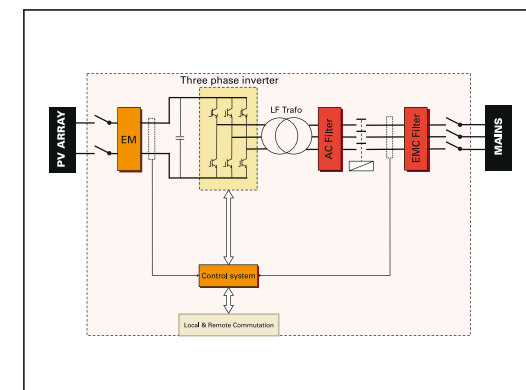 Three phase inverter
PV ARRAY
EM
LF Trafo
AC Filter
EMC Filter
MAINS
Control system
Local & Remote Commutation